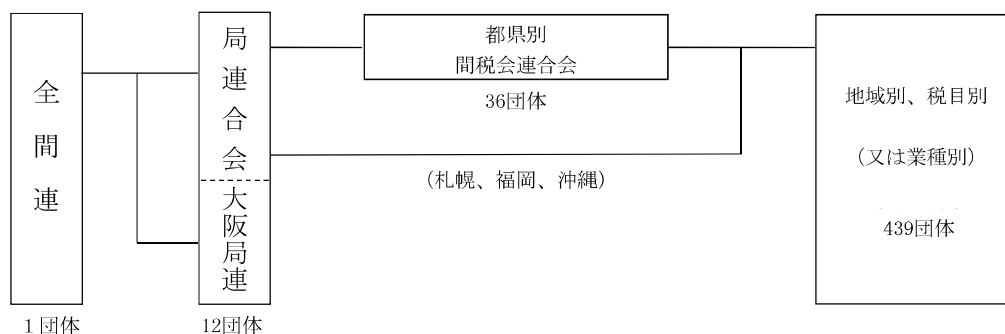 全間連
1団体
局連合会
大阪局連
12団体
都県別
間税会連合会
36団体
(札幌、福岡、沖縄)
地域別、税目別
(又は業種別)
439団体